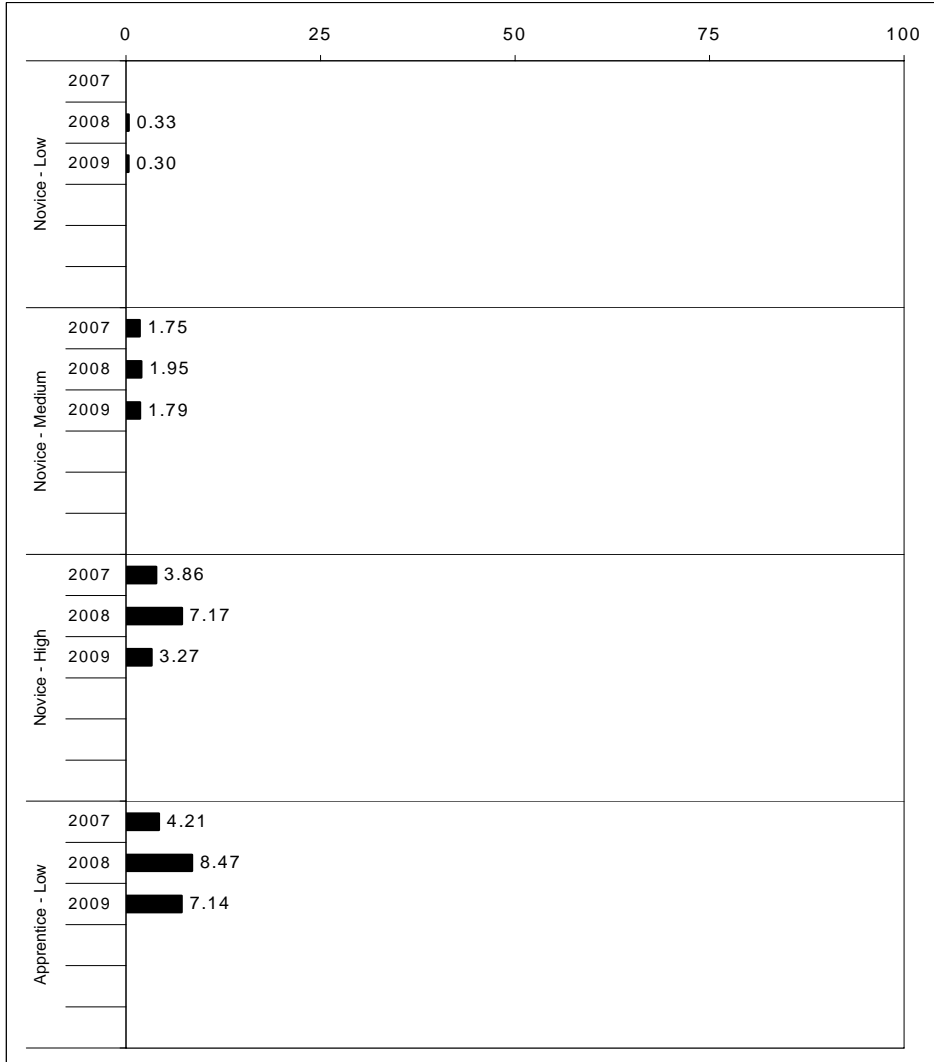 0 25 50 75 100
Novice - Low
2007
2008 0.33
2009 0.30
Novice - Medium
2007 1.75
2008 1.95
2009 1.79
Novice - High
2007 3.86
2008 7.17
2009 3.27
Apprentice - Low
2007 4.21
2008 8.47
2009 7.14